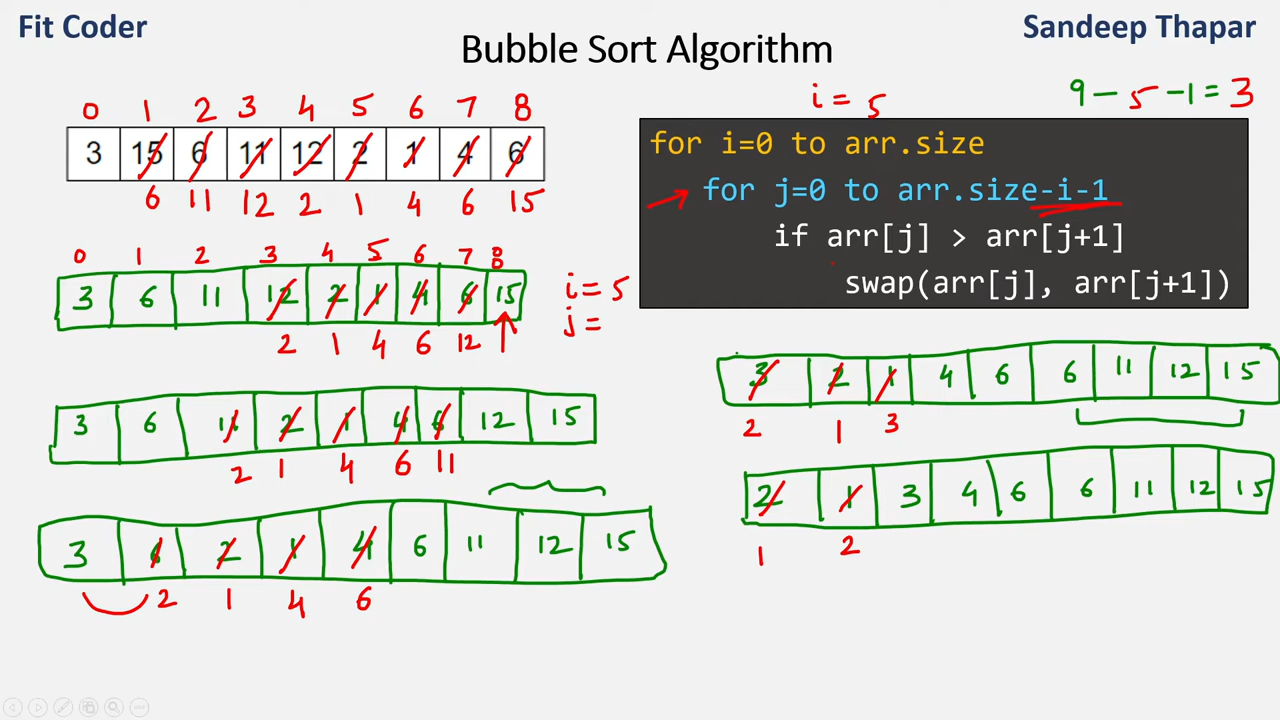 Fit Coder
Sandeep Thapar
Bubble Sort Algorithm
i = 5
9 - 5 - 1 = 3
0 1 2 3 4 5 6 7 8
3 15 6 11 12 2 1 4 6
6 11 12 2 1 4 6 15
for i=0 to arr.size
for j=0 to arr.size-i-1
if arr[j] > arr[j+1]
swap(arr[j], arr[j+1])
0 1 2 3 4 5 6 7 8
3 6 11 12 2 1 4 6 15
2 1 4 6 12
i = 5
j =
3 6 11 2 1 4 6 12 15
2 1 4 6 11
3 6 2 1 4 6 11 12 15
2 1 4 6
3 2 1 4 6 6 11 12 15
2 1 3
2 1 3 4 6 6 11 12 15
1 2